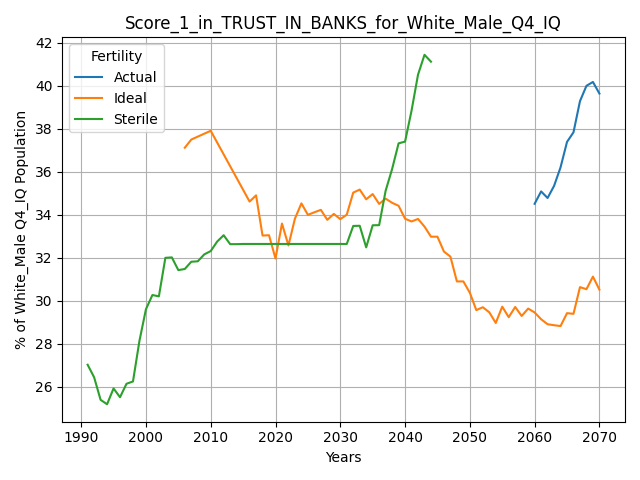 Score_1_in_TRUST_IN_BANKS_for_White_Male_Q4_IQ
Fertility
Actual
Ideal
Sterile
% of White_Male Q4_IQ Population
42
40
38
36
34
32
30
28
26
1990 2000 2010 2020 2030 2040 2050 2060 2070
Years